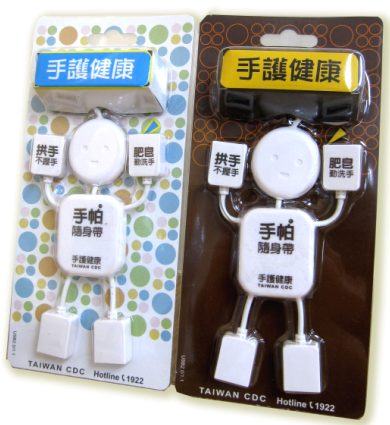 手護健康
拱手
不握手
肥皂
勤洗手
手帕
隨身帶
手護健康
TAIWAN CDC
TAIWAN CDC Hotline 1922
手護健康
拱手
不握手
肥皂
勤洗手
手帕
隨身帶
手護健康
TAIWAN CDC
TAIWAN CDC Hotline 1922